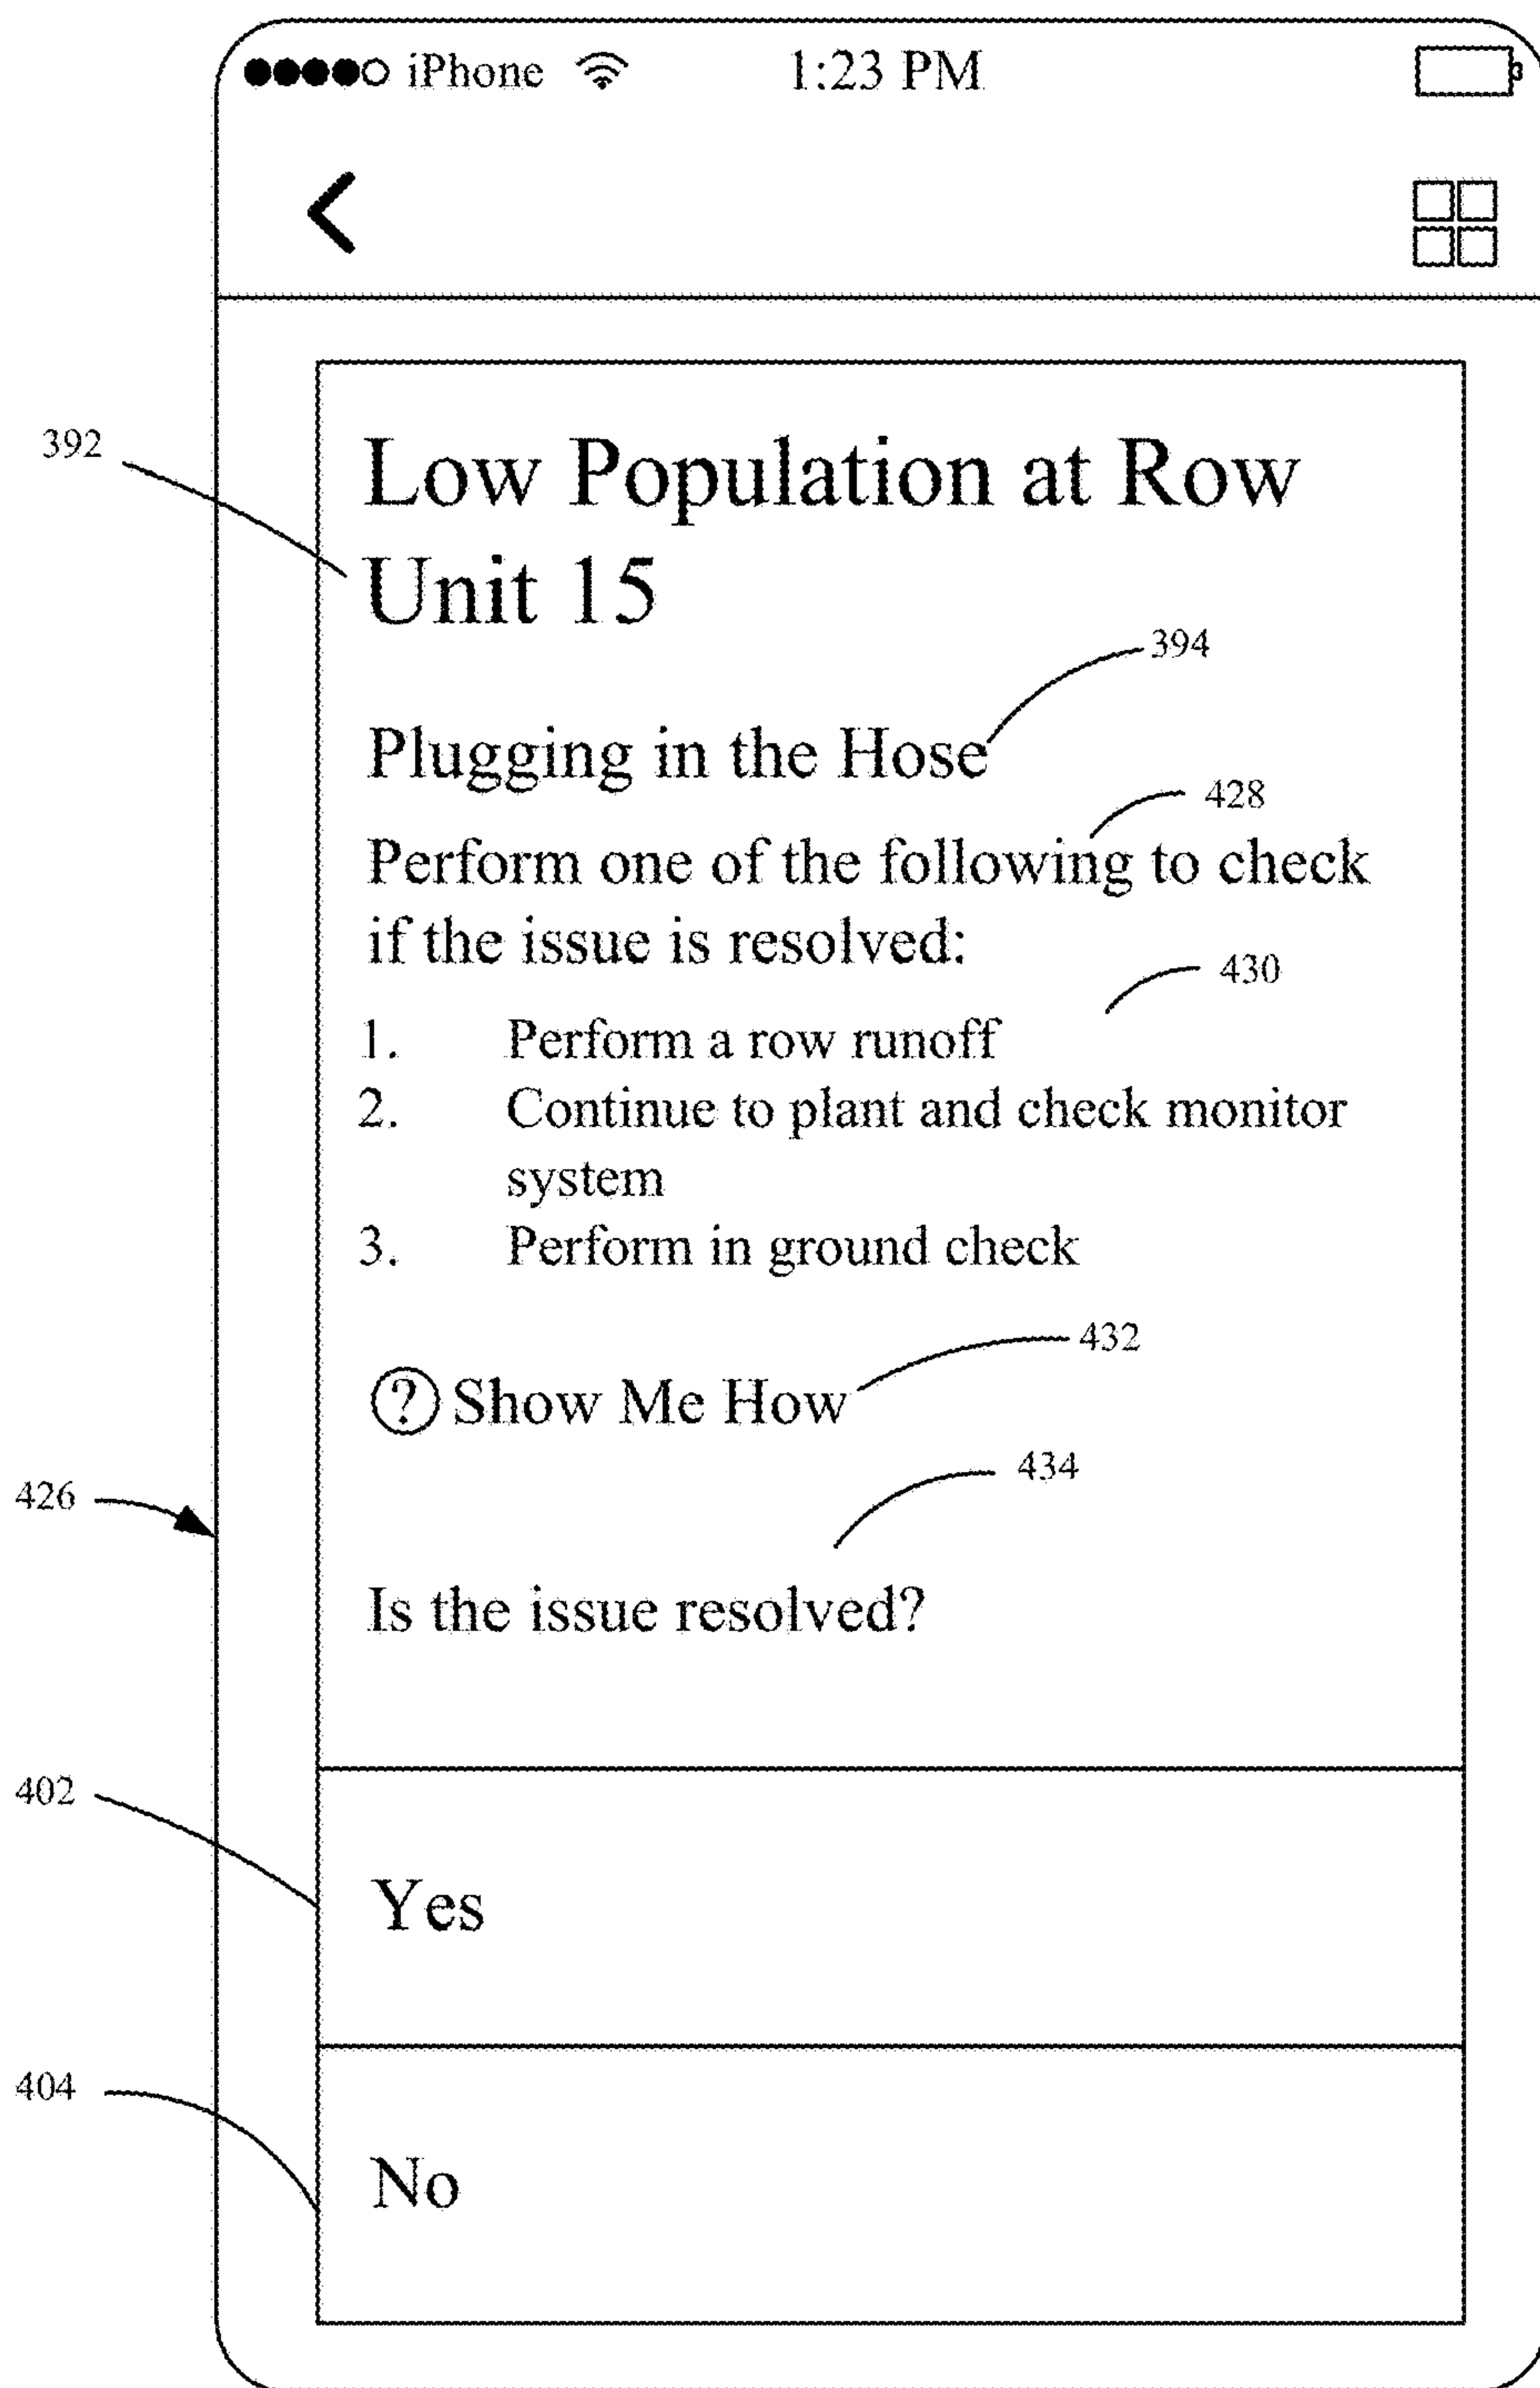 iPhone 1:23 PM
392
Low Population at Row
Unit 15
394
Plugging in the Hose
428
Perform one of the following to check
if the issue is resolved:
430
1. Perform a row runoff
2. Continue to plant and check monitor
system
3. Perform in ground check
432
? Show Me How
434
426
Is the issue resolved?
402
Yes
404
No